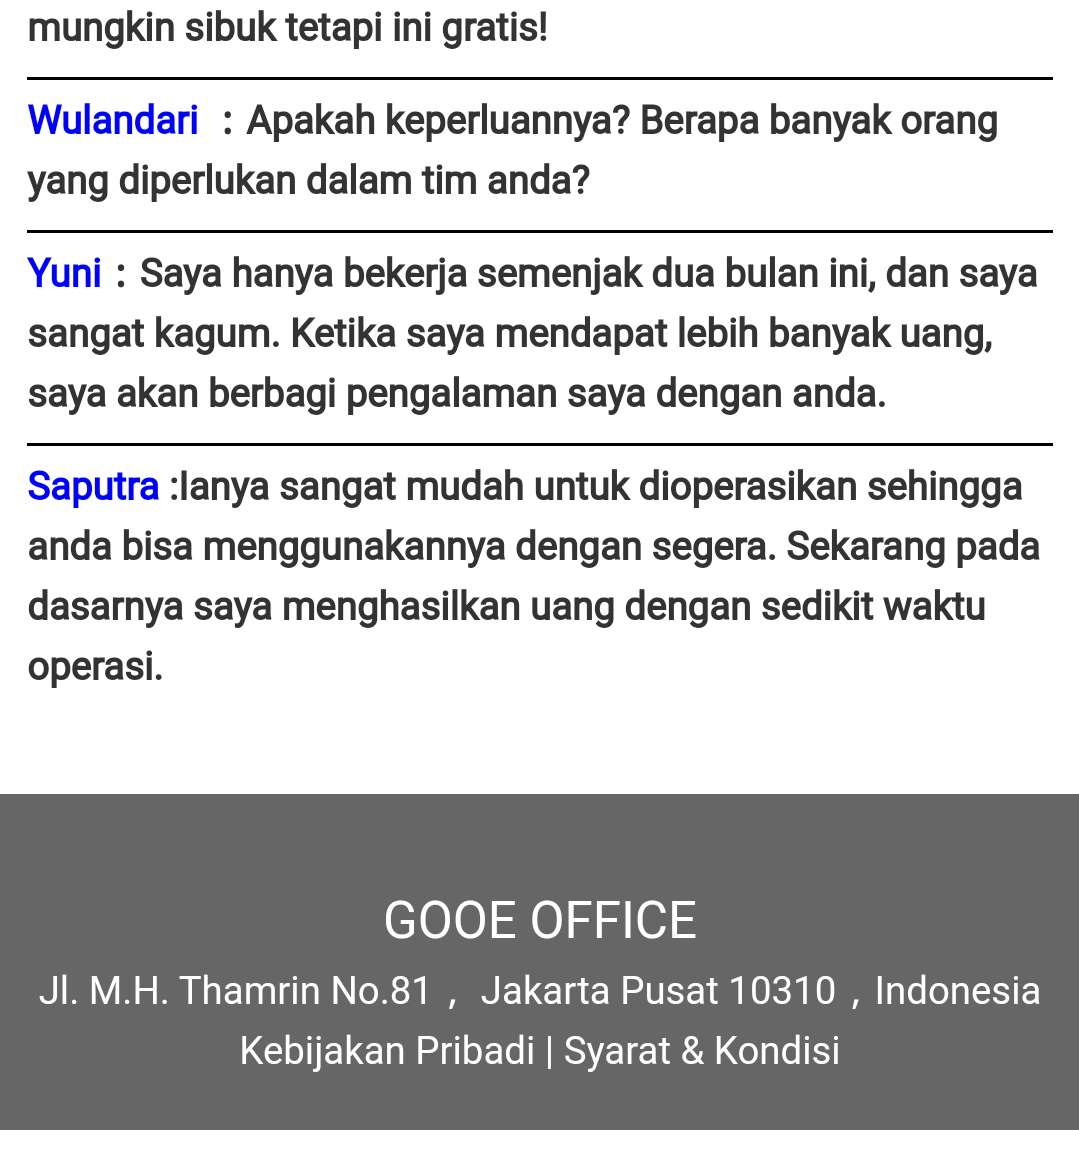 mungkin sibuk tetapi ini gratis!
Wulandari ：Apakah keperluannya? Berapa banyak orang
yang diperlukan dalam tim anda?
Yuni：Saya hanya bekerja semenjak dua bulan ini, dan saya
sangat kagum. Ketika saya mendapat lebih banyak uang,
saya akan berbagi pengalaman saya dengan anda.
Saputra :Ianya sangat mudah untuk dioperasikan sehingga
anda bisa menggunakannya dengan segera. Sekarang pada
dasarnya saya menghasilkan uang dengan sedikit waktu
operasi.
GOOE OFFICE
Jl. M.H. Thamrin No.81 ， Jakarta Pusat 10310 ，Indonesia
Kebijakan Pribadi | Syarat & Kondisi